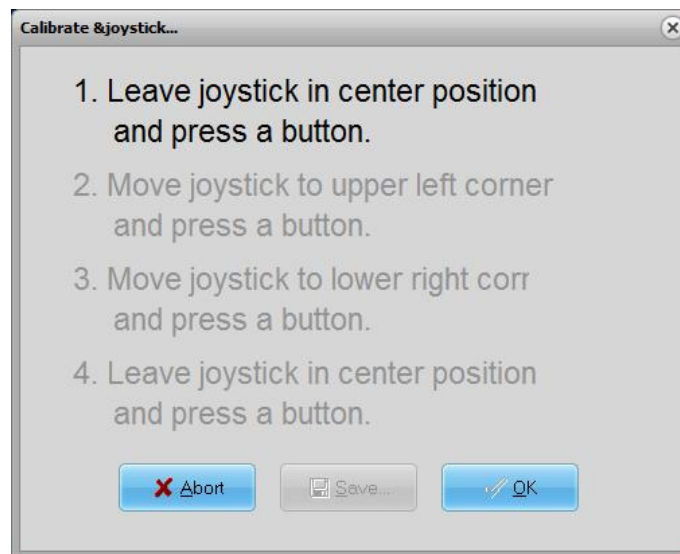 Calibrate &joystick...
1. Leave joystick in center position
and press a button.
2. Move joystick to upper left corner
and press a button.
3. Move joystick to lower right corr
and press a button.
4. Leave joystick in center position
and press a button.
Abort
Save...
OK